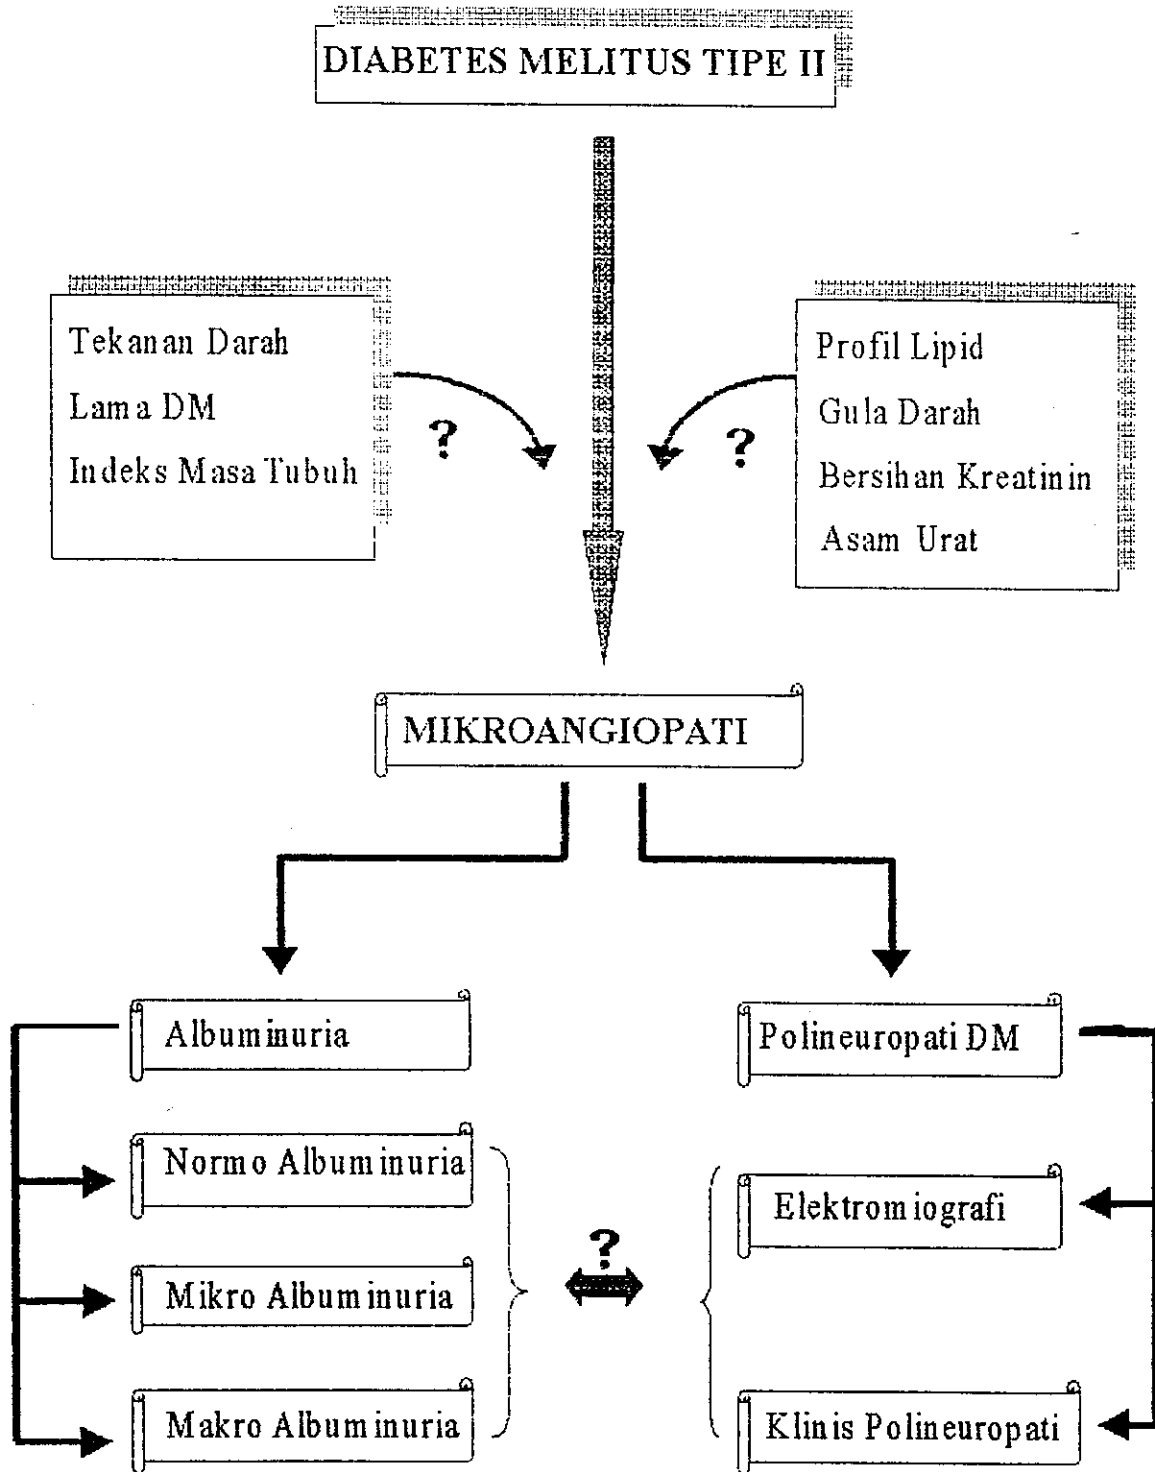 DIABETES MELITUS TIPE II
Tekanan Darah
Lama DM
Indeks Masa Tubuh
?
Profil Lipid
Gula Darah
Bersihan Kreatinin
Asam Urat
?
MIKROANGIOPATI
Albuminuria
Normo Albuminuria
Mikro Albuminuria
Makro Albuminuria
?
Polineuropati DM
Elektromiografi
Klinis Polineuropati